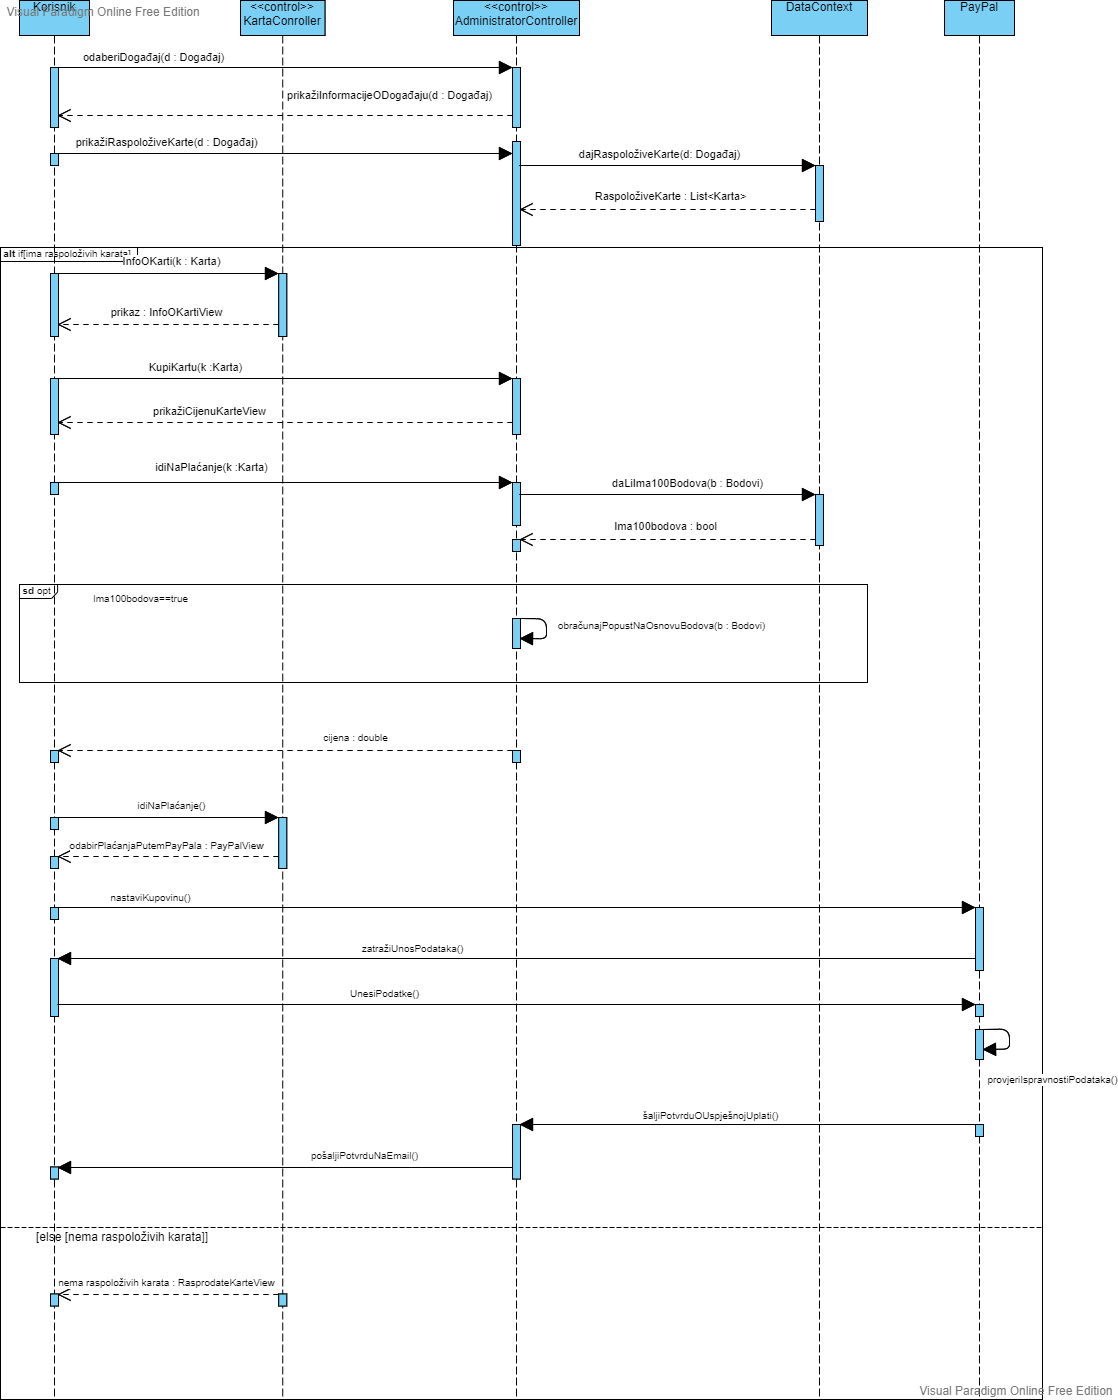 Visual Paradigm Online Free Edition
Korisnik
<<control>>
KartaConroller
<<control>>
AdministratorController
DataContext
PayPal
odaberiDogađaj(d : Događaj)
prikažiInformacijeODogađaju(d : Događaj)
prikažiRaspoloživeKarte(d : Događaj)
dajRaspoloživeKarte(d: Događaj)
RaspoloživeKarte : List<Karta>
alt if[ima raspoloživih karata]
InfoOKarti(k : Karta)
prikaz : InfoOKartiView
KupiKartu(k :Karta)
prikažiCijenuKarteView
idiNaPlaćanje(k :Karta)
daLiIma100Bodova(b : Bodovi)
Ima100bodova : bool
sd opt
Ima100bodova==true
obračunajPopustNaOsnovuBodova(b : Bodovi)
cijena : double
idiNaPlaćanje()
odabirPlaćanjaPutemPayPala : PayPalView
nastaviKupovinu()
zatražiUnosPodataka()
UnesiPodatke()
provjeriIspravnostiPodataka()
šaljiPotvrduOUspješnojUplati()
pošaljiPotvrduNaEmail()
[else [nema raspoloživih karata]]
nema raspoloživih karata : RasprodateKarteView
Visual Paradigm Online Free Edition